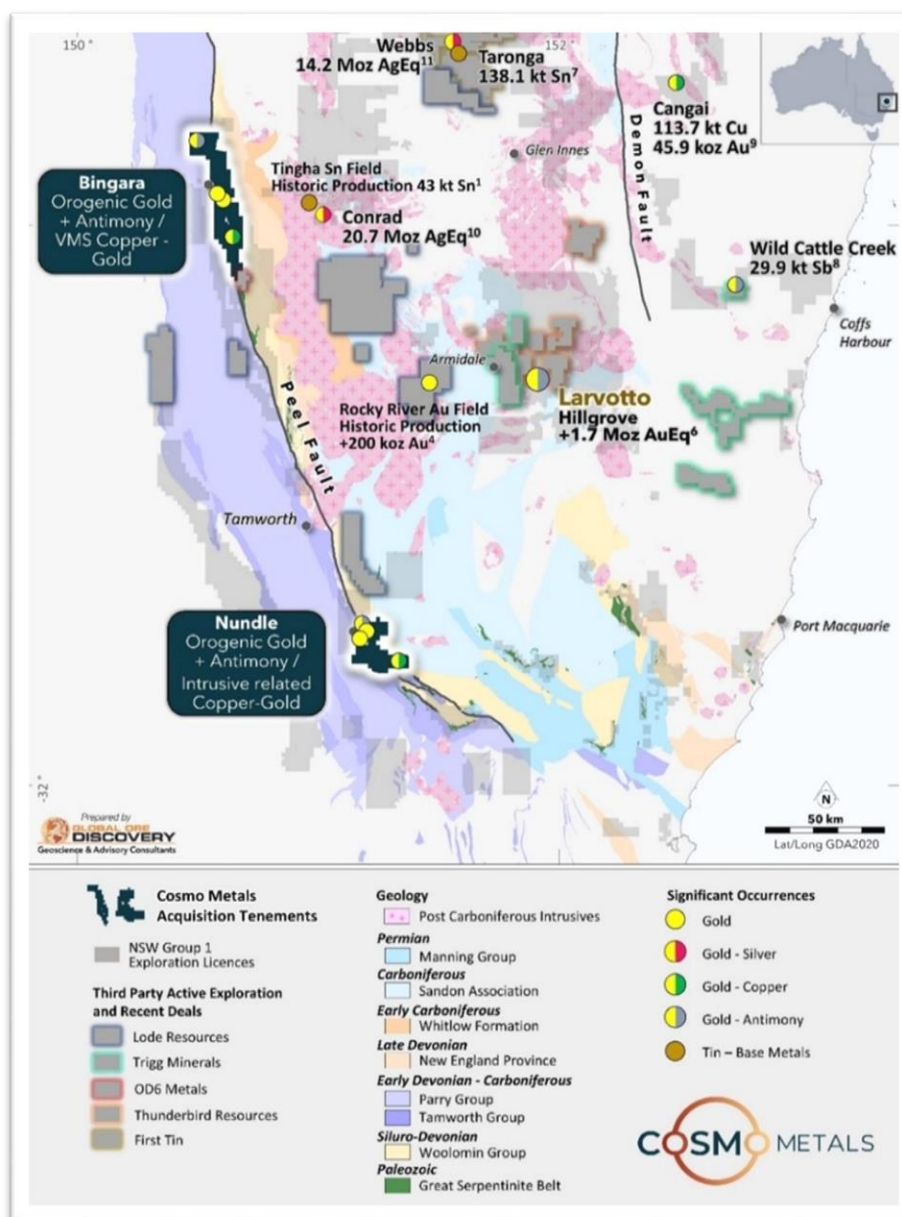 150 °
152 °
Webbs
14.2 Moz AgEq11
Taronga
138.1 kt Sn7
Cangai
113.7 kt Cu
45.9 koz Au9
Demon Fault
Glen Innes
Bingara
Orogenic Gold
+ Antimony /
VMS Copper -
Gold
Tingha Sn Field
Historic Production 43 kt Sn1
Conrad
20.7 Moz AgEq10
Wild Cattle Creek
29.9 kt Sb8
Coffs
Harbour
Armidale
Peel Fault
Rocky River Au Field
Historic Production
+200 koz Au4
Larvotto
Hillgrove
+1.7 Moz AuEq6
Tamworth
Nundle
Orogenic Gold
+ Antimony /
Intrusive related
Copper-Gold
Port Macquarie
-32 °
Prepared by
GLOBAL ORE
DISCOVERY
Geoscience & Advisory Consultants
N
50 km
Lat/Long GDA2020
Cosmo Metals
Acquisition Tenements
NSW Group 1
Exploration Licences
Third Party Active Exploration
and Recent Deals
Lode Resources
Trigg Minerals
OD6 Metals
Thunderbird Resources
First Tin
Geology
Post Carboniferous Intrusives
Permian
Manning Group
Carboniferous
Sandon Association
Early Carboniferous
Whitlow Formation
Late Devonian
New England Province
Early Devonian - Carboniferous
Parry Group
Tamworth Group
Siluro-Devonian
Woolomin Group
Paleozoic
Great Serpentinite Belt
Significant Occurrences
Gold
Gold - Silver
Gold - Copper
Gold - Antimony
Tin – Base Metals
COSMO METALS